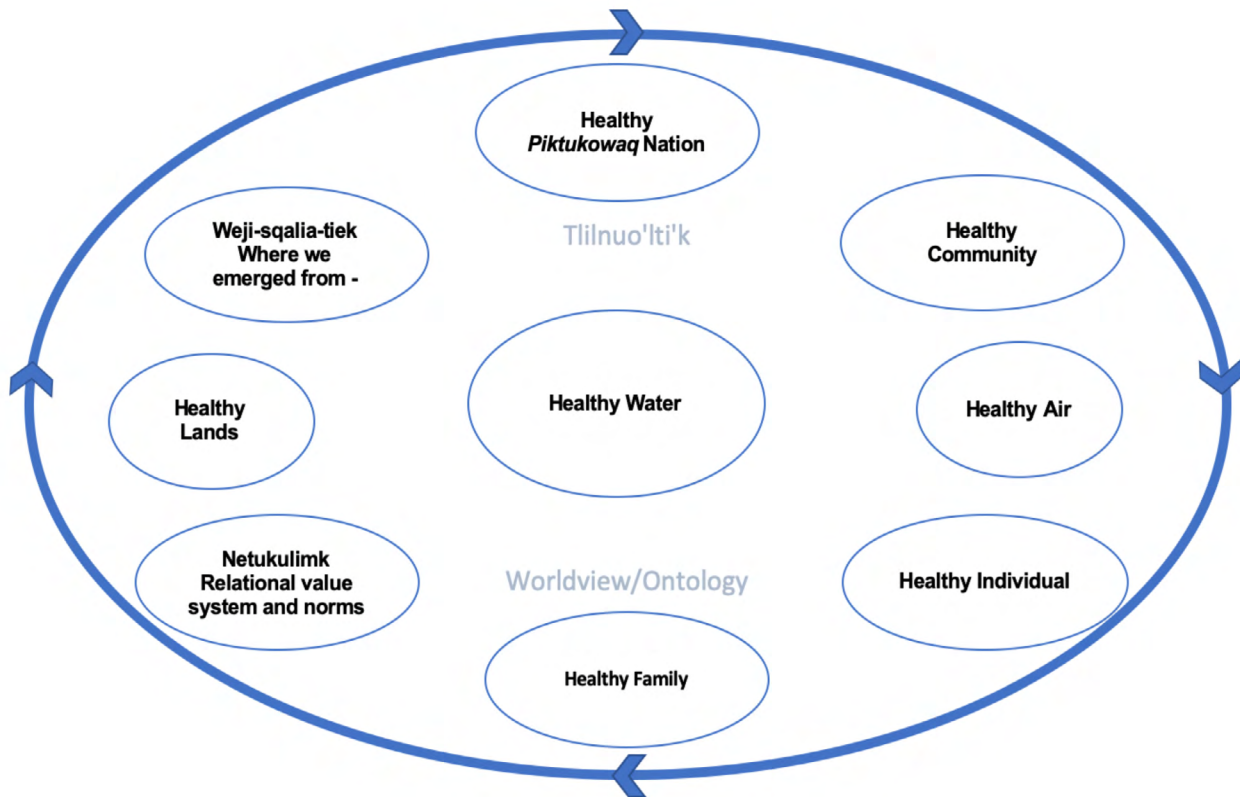 Healthy
Piktukowaq Nation
Tlilnuo'lti'k
Weji-sqalia-tiek
Where we
emerged from -
Healthy
Community
Healthy
Lands
Healthy Water
Healthy Air
Netukulimk
Relational value
system and norms
Worldview/Ontology
Healthy Individual
Healthy Family